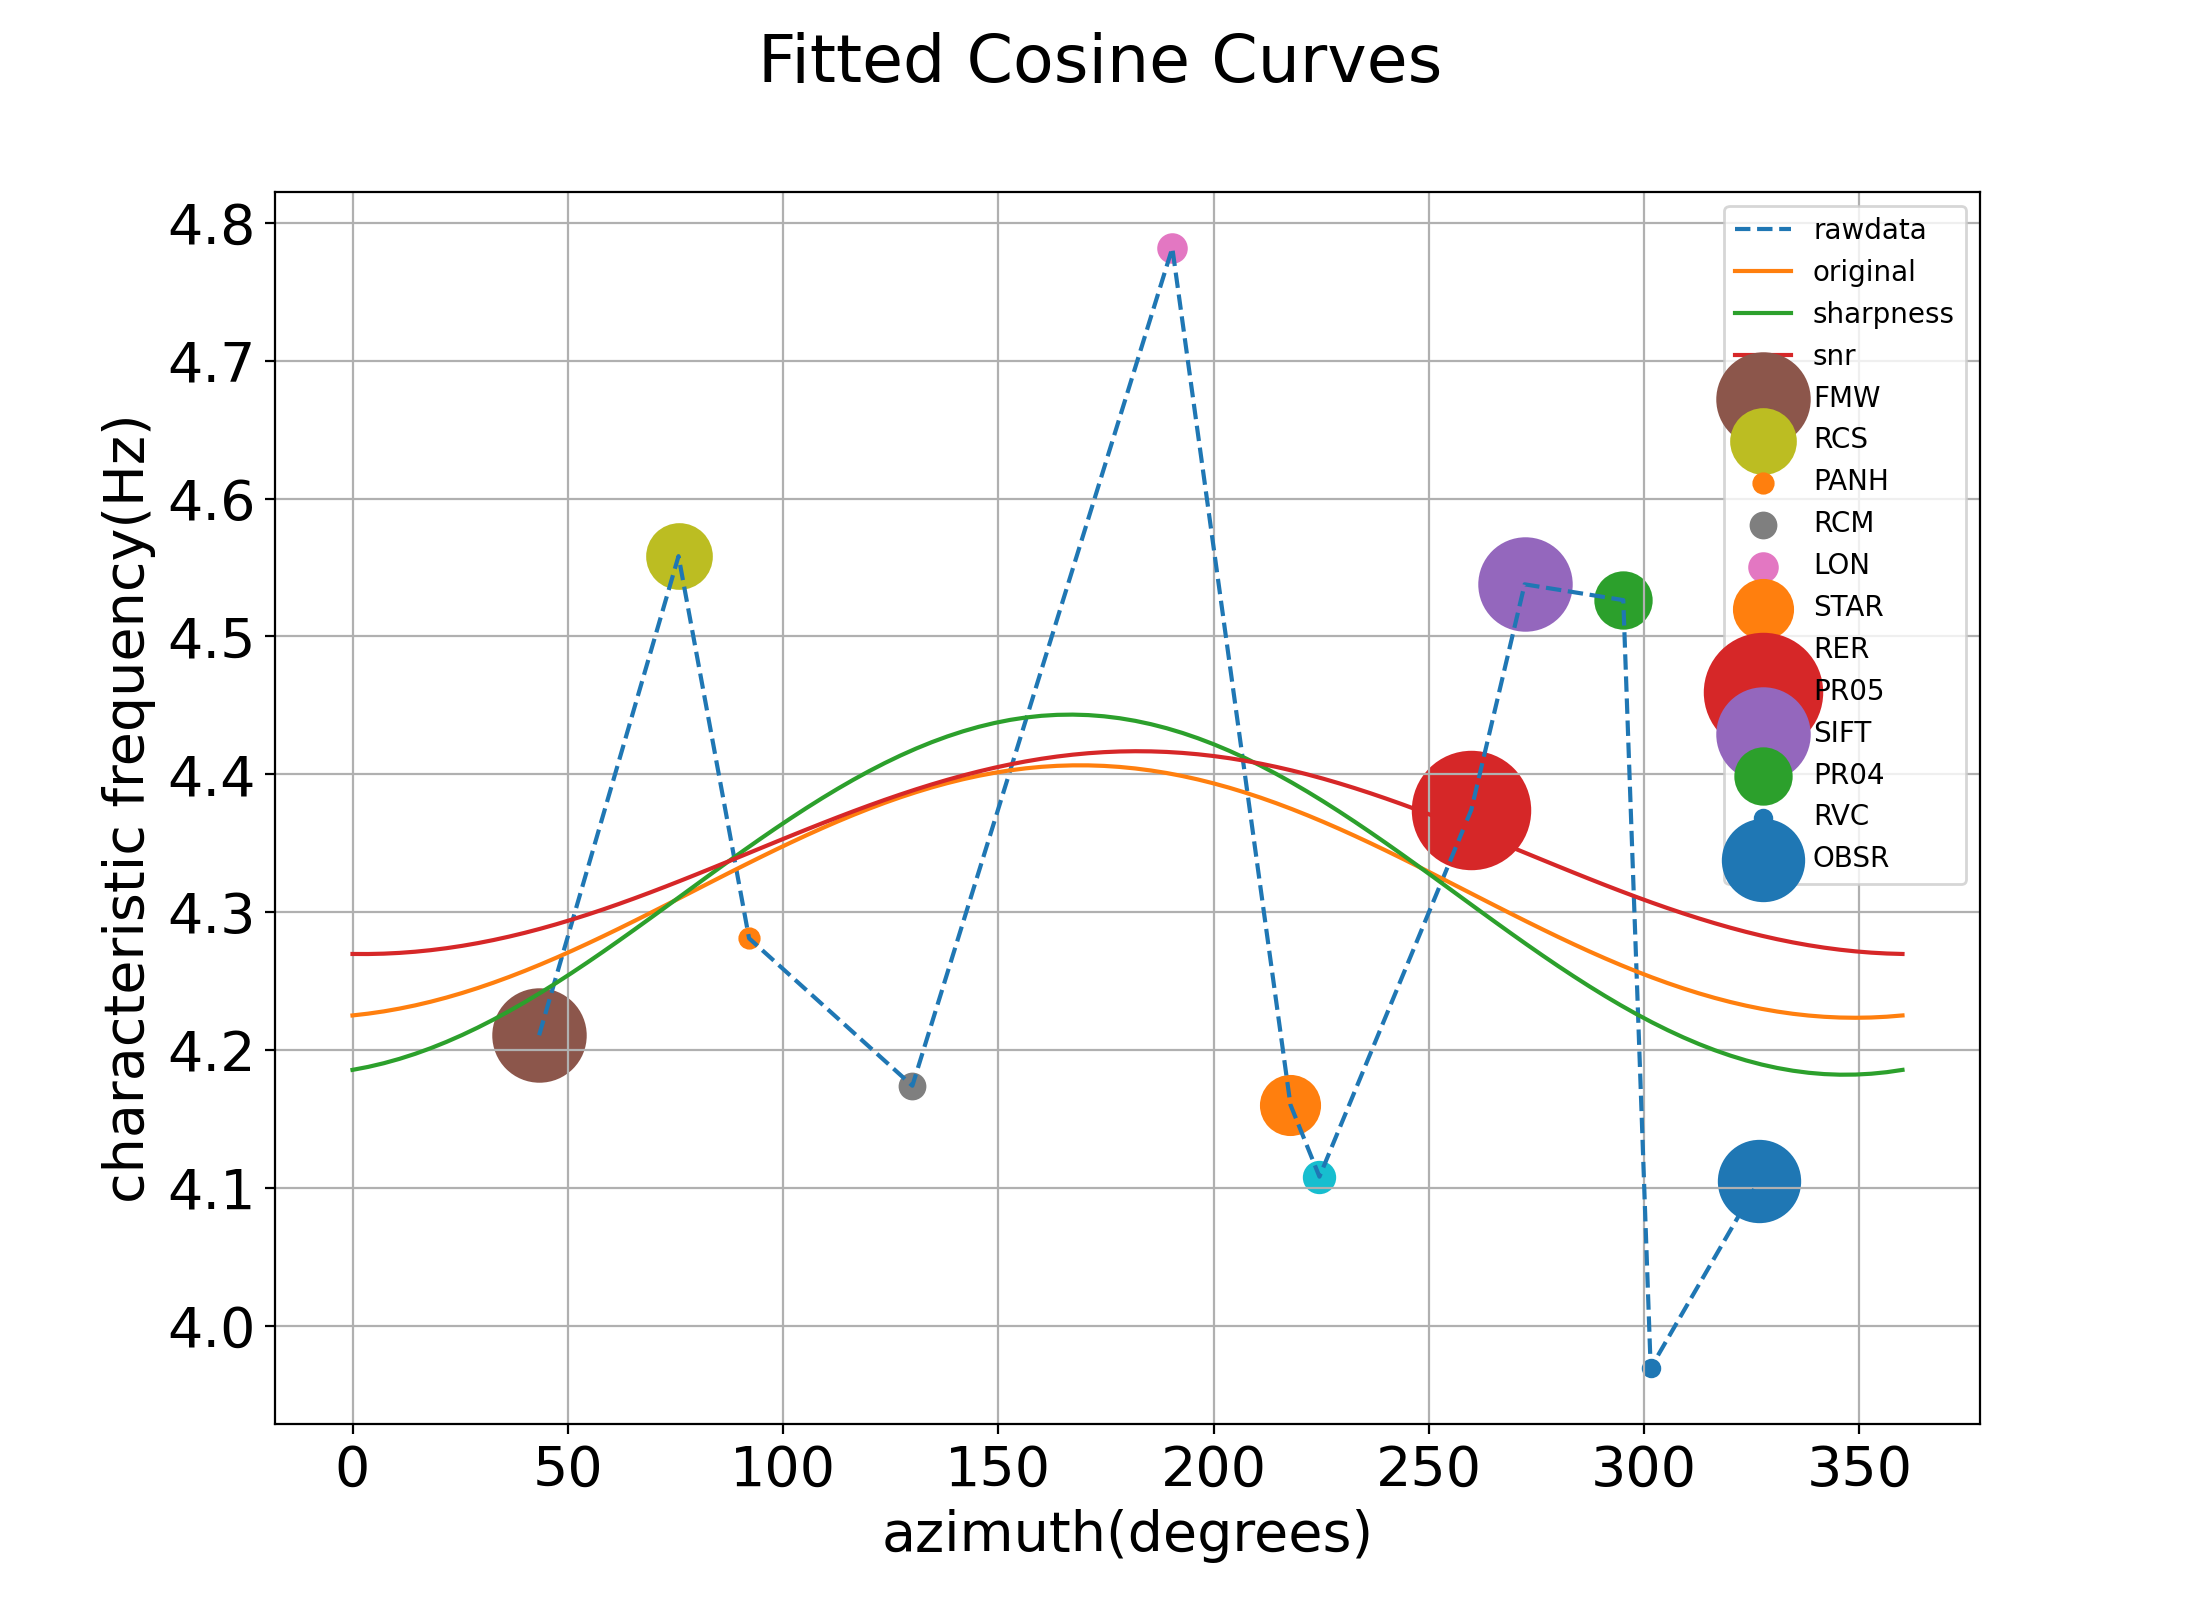 Fitted Cosine Curves
characteristic frequency(Hz)
4.8
4.7
4.6
4.5
4.4
4.3
4.2
4.1
4.0
rawdata
original
sharpness
snr
FMW
RCS
PANH
RCM
LON
STAR
RER
PR05
SIFT
PR04
RVC
OBSR
0 50 100 150 200 250 300 350
azimuth(degrees)